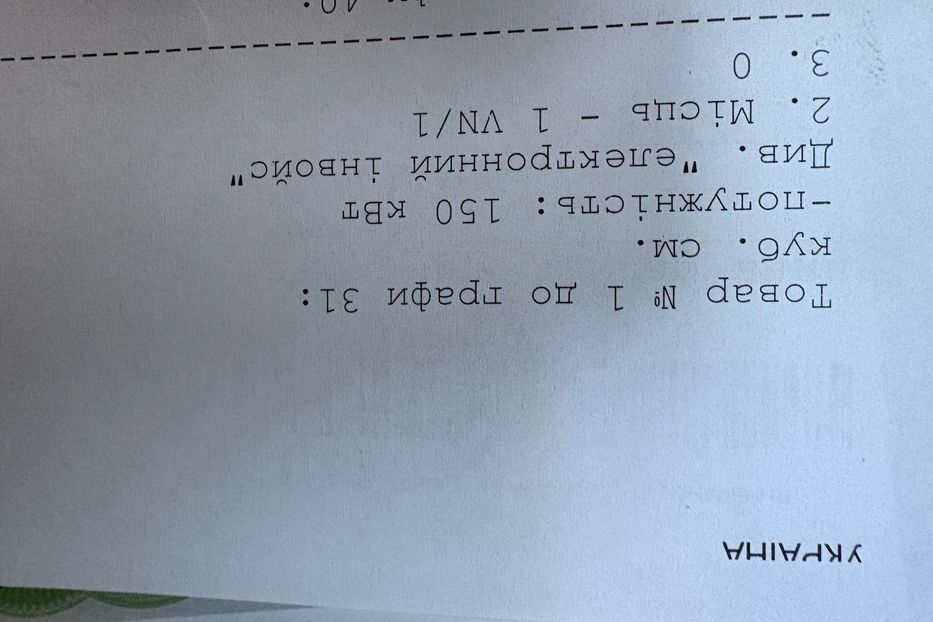 УКРАЇНА
Товар № 1 до графи 31:
куб. см.
-потужність: 150 кВт
Див. "електронний інвойс"
2. Місць - 1 VN/1
3. 0